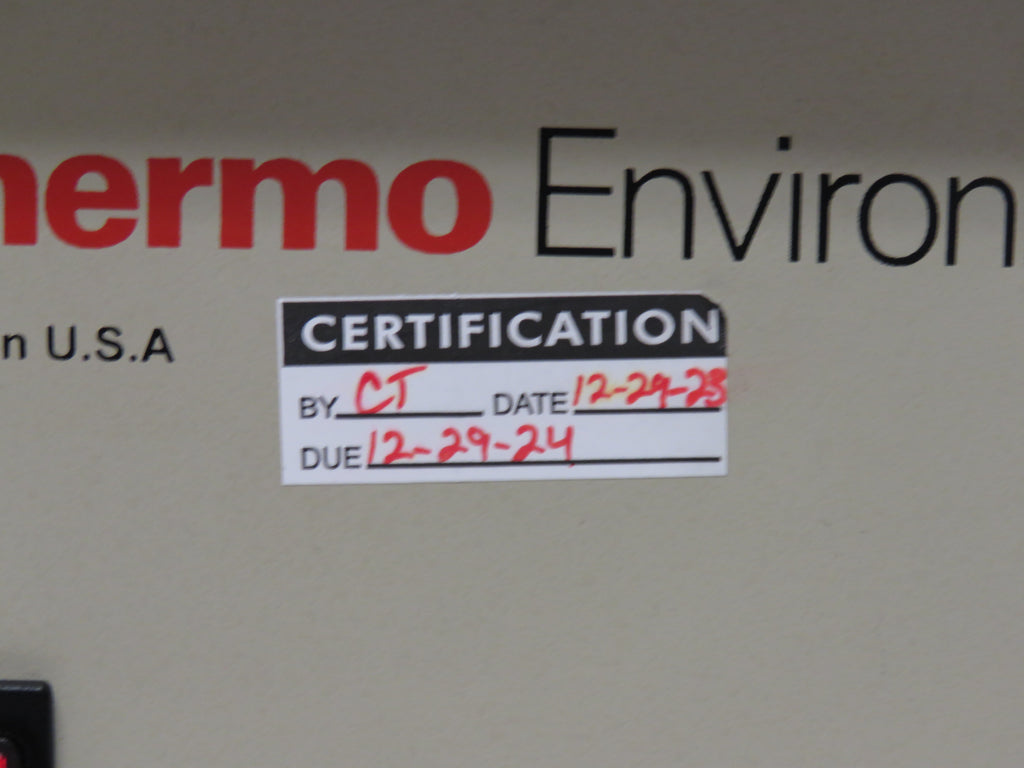 hermo Environ
n U.S.A
CERTIFICATION
BY CT DATE 12-29-23
DUE 12-29-24